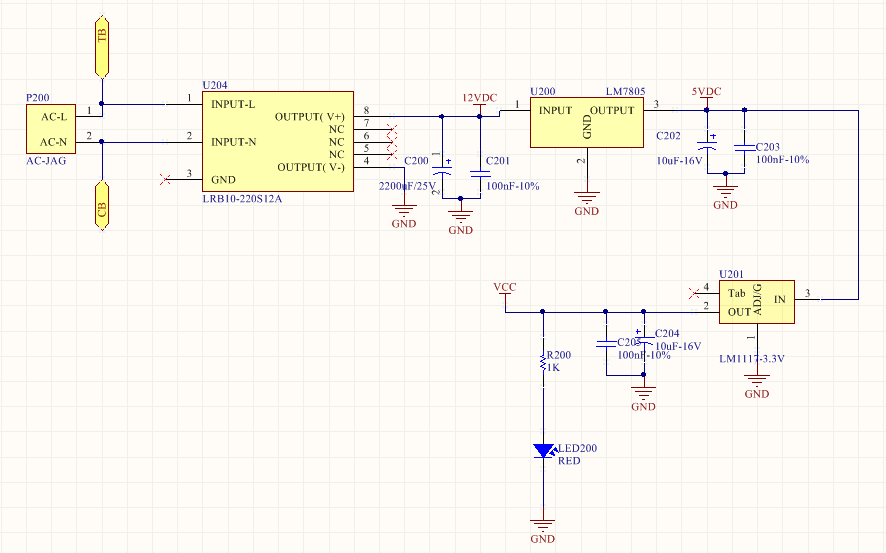 TB
P200
AC-L
1
AC-N
2
AC-JAG
CB
U204
1
INPUT-L
2
INPUT-N
3
GND
OUTPUT( V+)
8
NC
7
NC
6
NC
5
OUTPUT( V-)
4
LRB10-220S12A
GND
C200
1
+
2
2200uF/25V
C201
100nF-10%
GND
12VDC
U200
LM7805
1
INPUT
OUTPUT
3
GND
2
GND
5VDC
C202
+
10uF-16V
C203
100nF-10%
GND
U201
4
Tab
2
OUT
ADJ/G
IN
3
1
LM1117-3.3V
GND
VCC
C205
100nF-10%
C204
+
10uF-16V
GND
R200
1K
LED200
RED
GND